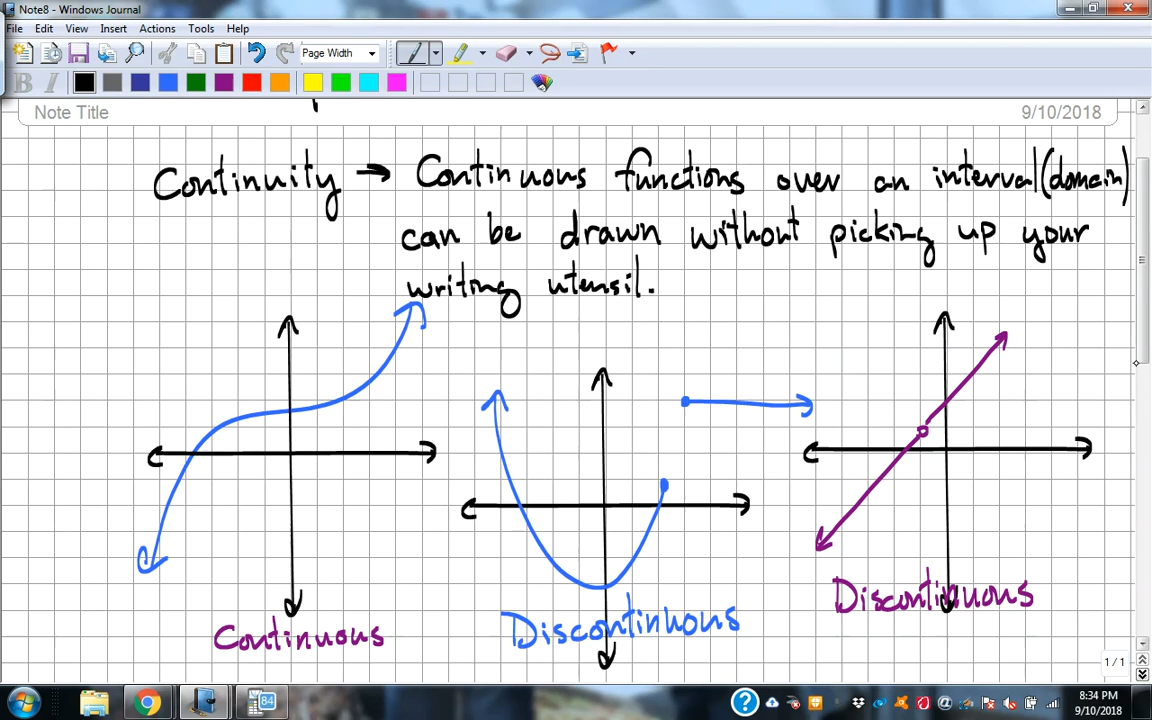 Note8 - Windows Journal
File Edit View Insert Actions Tools Help
Page Width
B I
Note Title 9/10/2018
Continuity → Continuous functions over an interval (domain)
can be drawn without picking up your
writing utensil.
Continuous
Discontinuous
Discontinuous
1 / 1
84
8:34 PM
9/10/2018